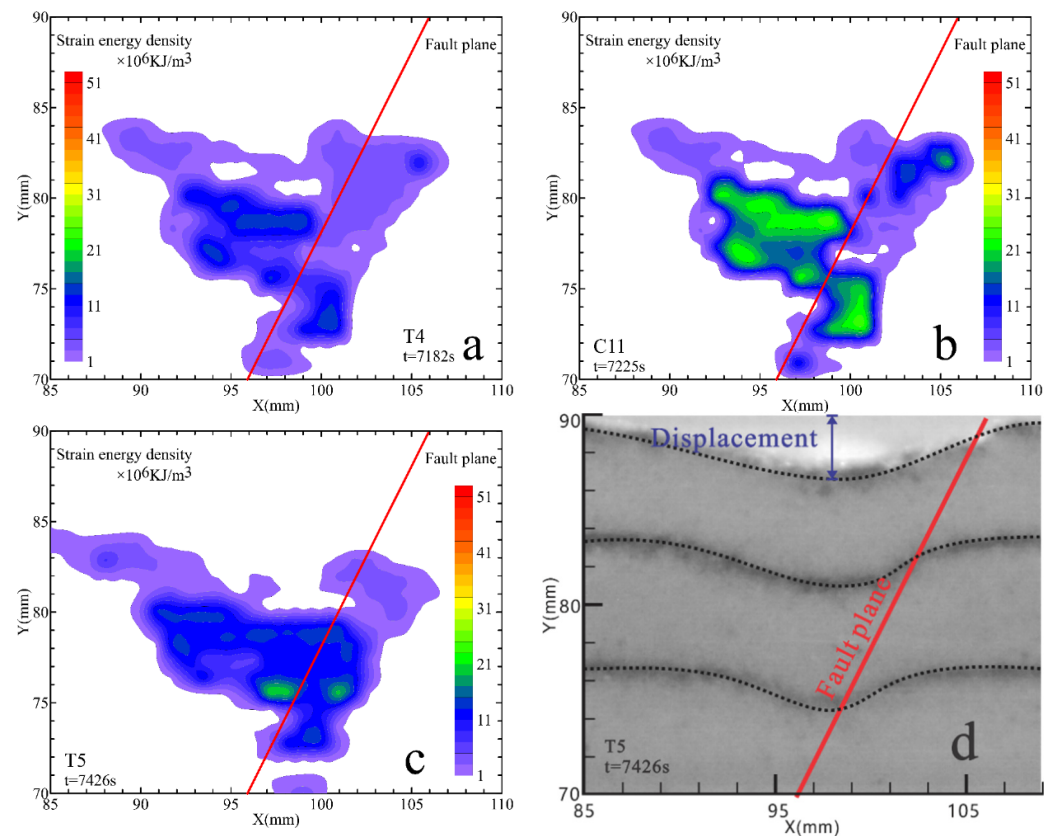 90
Strain energy density
×10⁶KJ/m³
Fault plane
51
41
31
21
11
1
85
80
75
70
Y(mm)
T4
t=7182s
a
85
90
95
100
105
110
X(mm)
90
Strain energy density
×10⁶KJ/m³
Fault plane
51
41
31
21
11
1
85
80
75
70
Y(mm)
C11
t=7225s
b
85
90
95
100
105
110
X(mm)
90
Strain energy density
×10⁶KJ/m³
Fault plane
51
41
31
21
11
1
85
80
75
70
Y(mm)
T5
t=7426s
c
85
90
95
100
105
110
X(mm)
90
Displacement
80
Y(mm)
Fault plane
T5
t=7426s
d
70
85
95
105
X(mm)